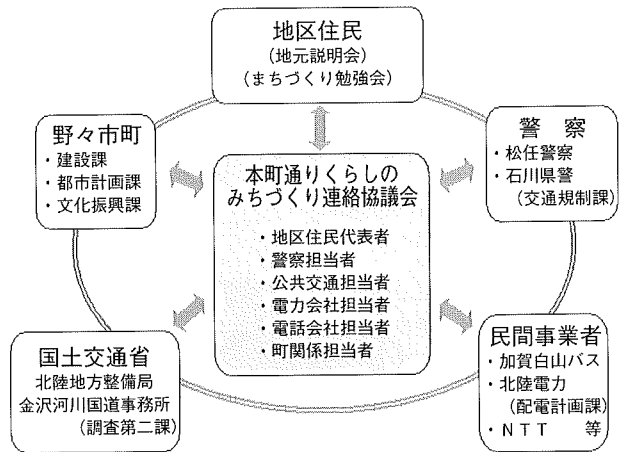 地区住民
(地元説明会)
(まちづくり勉強会)
野々市町
・建設課
・都市計画課
・文化振興課
警 察
・松任警察
・石川県警
(交通規制課)
本町通りくらしの
みちづくり連絡協議会
・地区住民代表者
・警察担当者
・公共交通担当者
・電力会社担当者
・電話会社担当者
・町関係担当者
国土交通省
北陸地方整備局
金沢河川国道事務所
(調査第二課)
民間事業者
・加賀白山バス
・北陸電力
(配電計画課)
・NTT 等